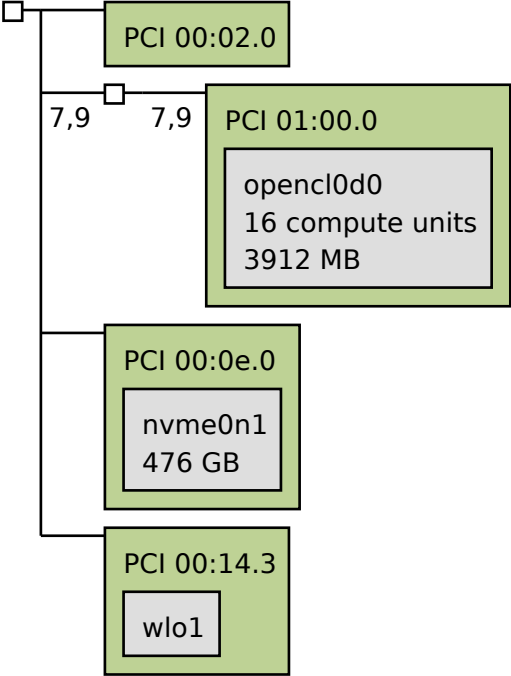 PCI 00:02.0
7,9
7,9
PCI 01:00.0
opencl0d0
16 compute units
3912 MB
PCI 00:0e.0
nvme0n1
476 GB
PCI 00:14.3
wlo1